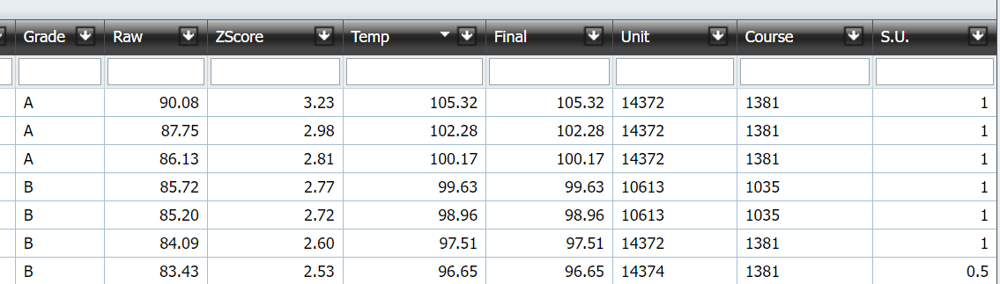 Grade Raw ZScore Temp Final Unit Course S.U.
A 90.08 3.23 105.32 105.32 14372 1381 1
A 87.75 2.98 102.28 102.28 14372 1381 1
A 86.13 2.81 100.17 100.17 14372 1381 1
B 85.72 2.77 99.63 99.63 10613 1035 1
B 85.20 2.72 98.96 98.96 10613 1035 1
B 84.09 2.60 97.51 97.51 14372 1381 1
B 83.43 2.53 96.65 96.65 14374 1381 0.5